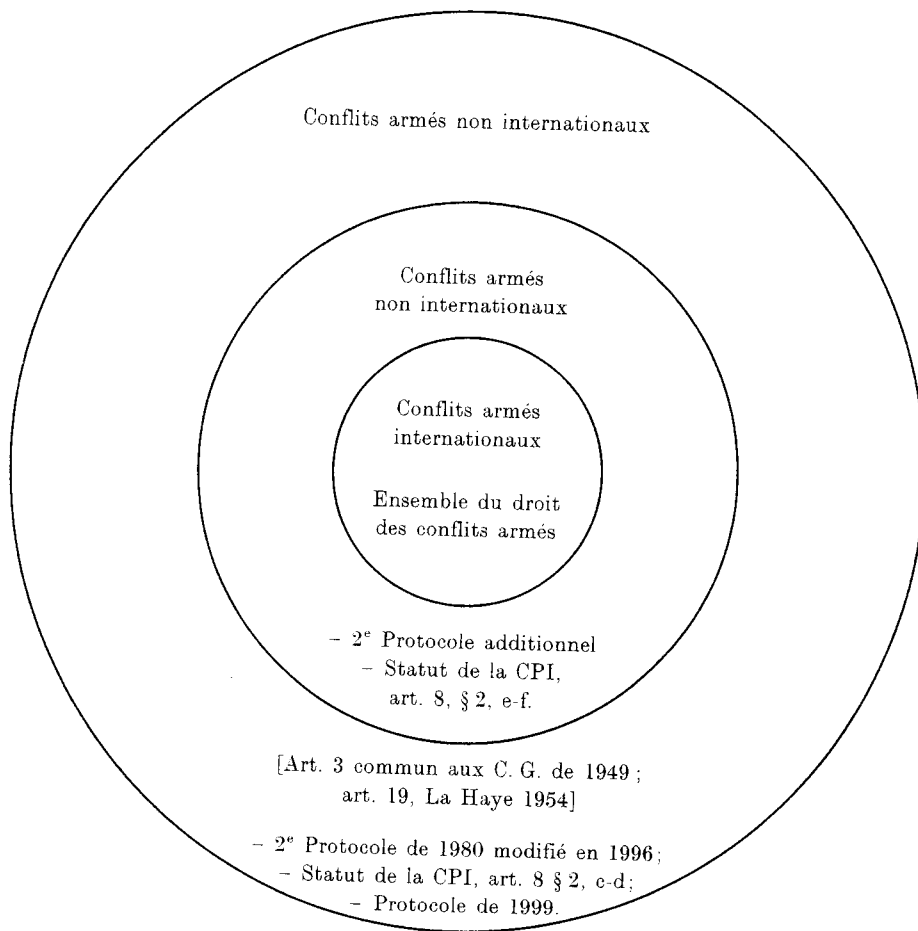 Conflits armés non internationaux
Conflits armés
non internationaux
Conflits armés
internationaux
Ensemble du droit
des conflits armés
– 2e Protocole additionnel
– Statut de la CPI,
art. 8, § 2, e-f.
[Art. 3 commun aux C. G. de 1949 ;
art. 19, La Haye 1954]
– 2e Protocole de 1980 modifié en 1996 ;
– Statut de la CPI, art. 8 § 2, c-d ;
– Protocole de 1999.